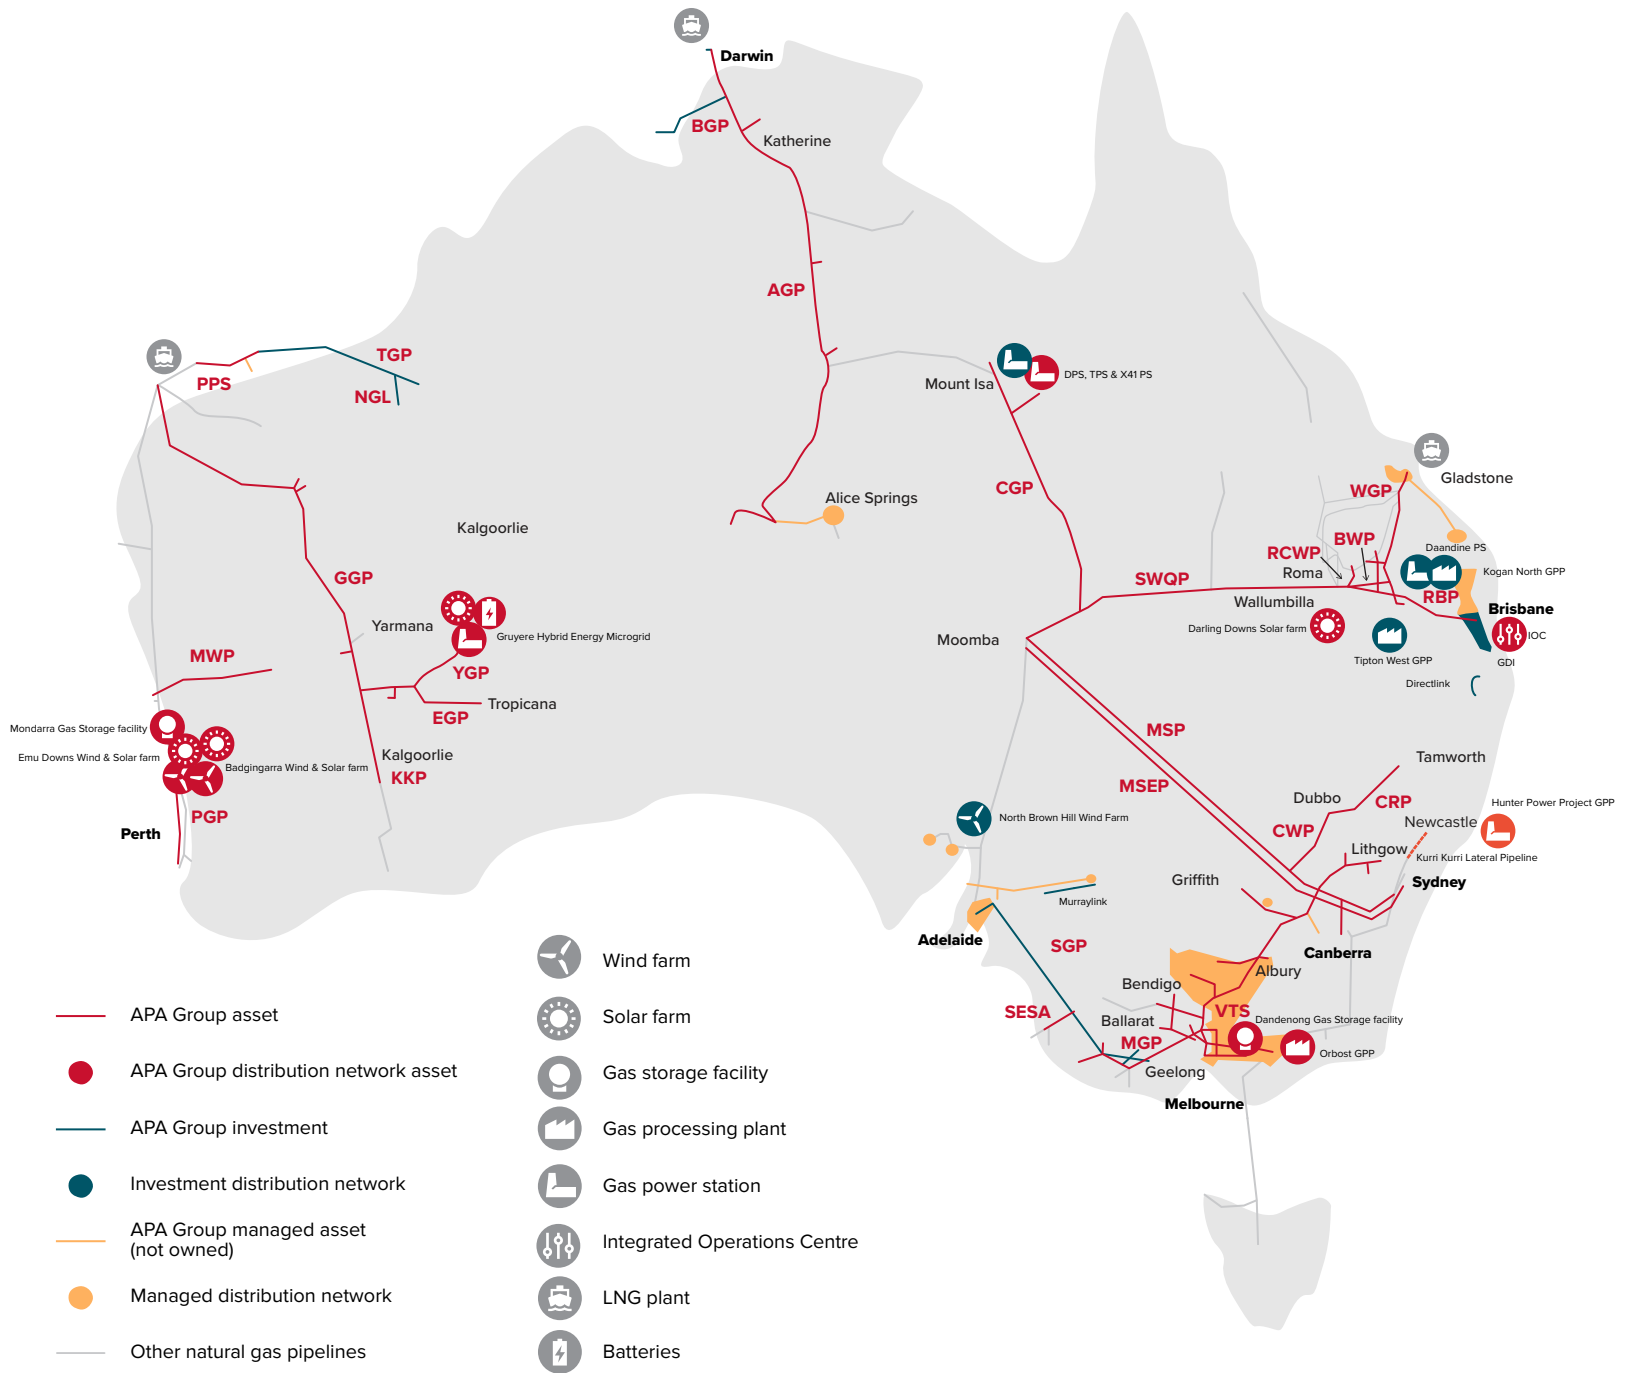 Darwin
BGP
Katherine
AGP
TGP
PPS
NGL
Mount Isa
DPS, TPS & X41 PS
CGP
Alice Springs
Kalgoorlie
Gladstone
WGP
BWP
RCWP
Roma
Daandine PS
Kogan North GPP
SWQP
RBP
Wallumbilla
Brisbane
Darling Downs Solar farm
IOC
Tipton West GPP
GDI
Directlink
GGP
Yarmana
Gruyere Hybrid Energy Microgrid
Moomba
MWP
YGP
Tropicana
EGP
Mondarra Gas Storage facility
Emu Downs Wind & Solar farm
Badgingarra Wind & Solar farm
Kalgoorlie
KKP
PGP
Perth
MSP
MSEP
Tamworth
Dubbo
CRP
Hunter Power Project GPP
Newcastle
CWP
Lithgow
Kurri Kurri Lateral Pipeline
North Brown Hill Wind Farm
Griffith
Sydney
Murraylink
Adelaide
SGP
Canberra
Albury
Bendigo
SESA
Ballarat
VTS
Dandenong Gas Storage facility
MGP
Orbost GPP
Geelong
Melbourne
APA Group asset
APA Group distribution network asset
APA Group investment
Investment distribution network
APA Group managed asset
(not owned)
Managed distribution network
Other natural gas pipelines
Wind farm
Solar farm
Gas storage facility
Gas processing plant
Gas power station
Integrated Operations Centre
LNG plant
Batteries